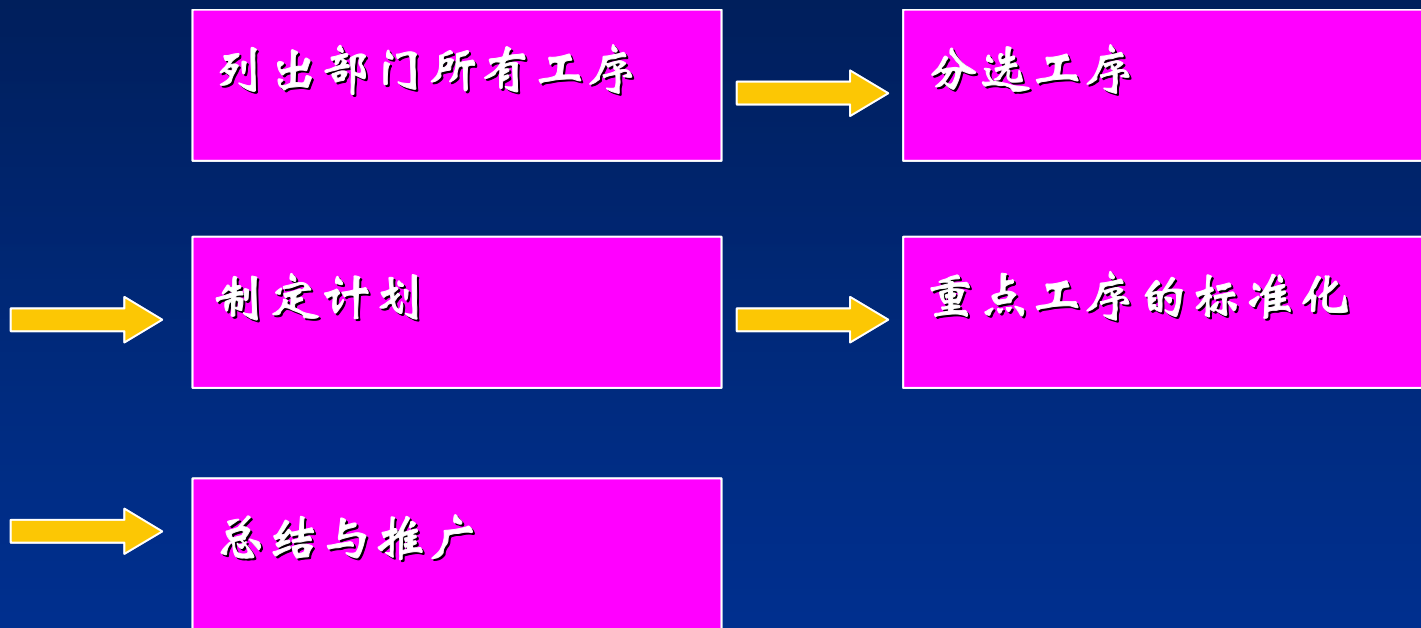 列出部门所有工序
分选工序
制定计划
重点工序的标准化
总结与推广